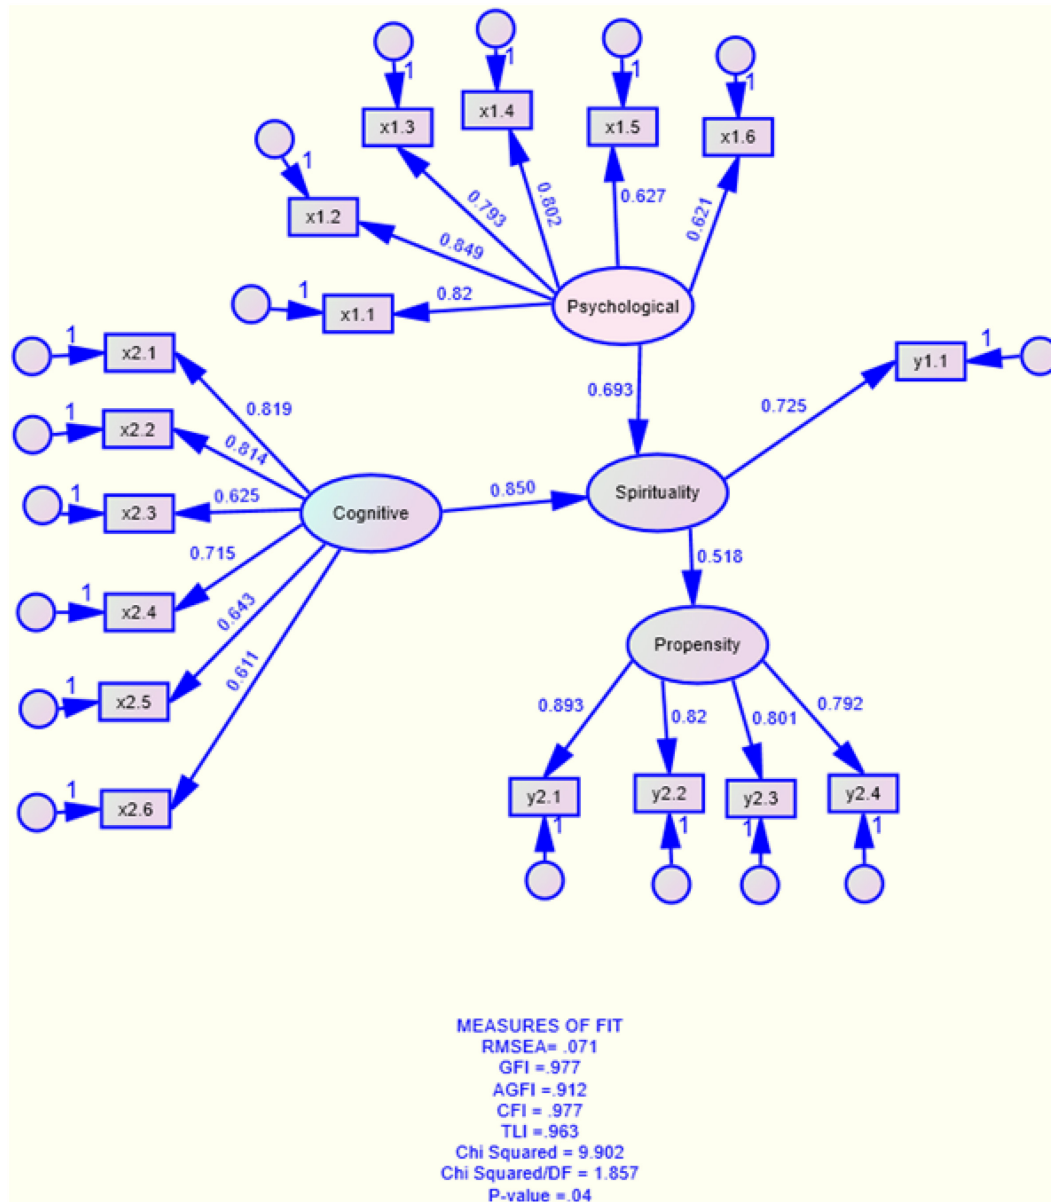 1
1
1
1
x1.3
x1.4
x1.5
x1.6
1
x1.2
0.793
0.802
0.627
0.621
0.849
1
x1.1
0.82
Psychological
1
x2.1
0.819
0.693
y1.1
1
1
x2.2
0.814
0.725
1
x2.3
0.625
Cognitive
0.850
Spirituality
1
x2.4
0.715
0.518
1
x2.5
0.643
Propensity
1
x2.6
0.611
0.893
0.82
0.801
0.792
y2.1
y2.2
y2.3
y2.4
1
1
1
1
MEASURES OF FIT
RMSEA= .071
GFI =.977
AGFI =.912
CFI = .977
TLI =.963
Chi Squared = 9.902
Chi Squared/DF = 1.857
P-value =.04